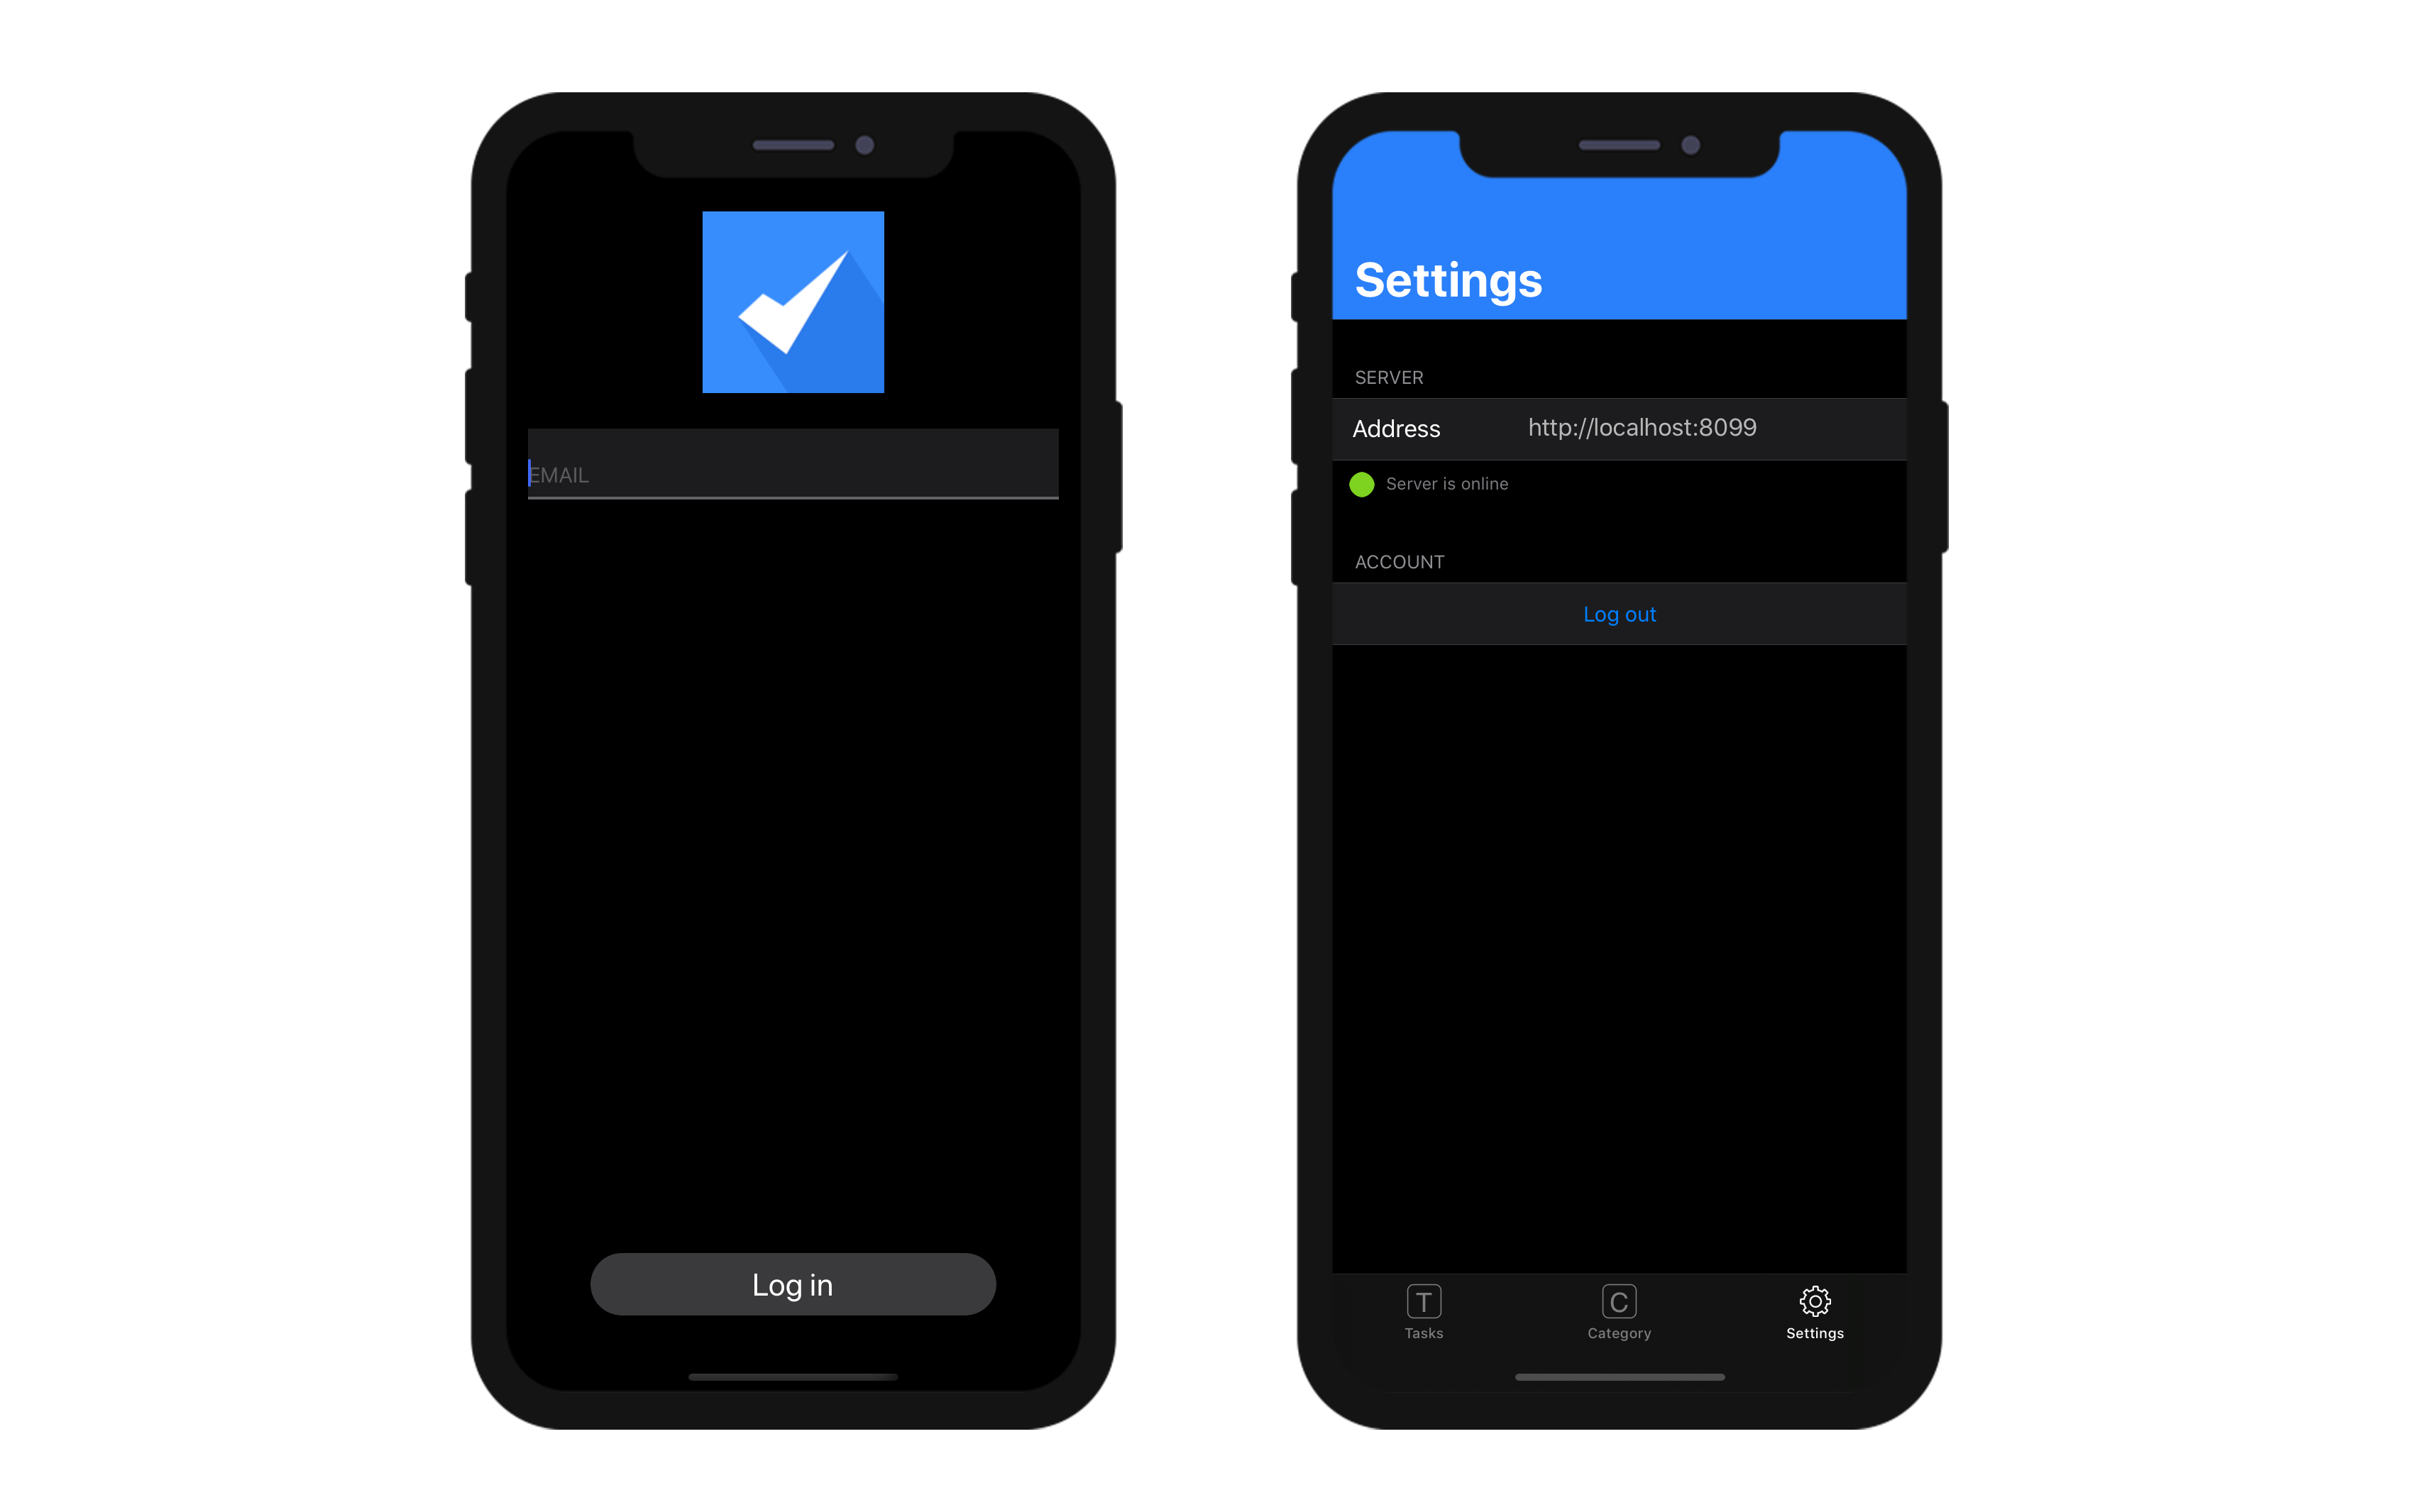 EMAIL
Log in
Settings
SERVER
Address http://localhost:8099
Server is online
ACCOUNT
Log out
T C
Tasks Category Settings